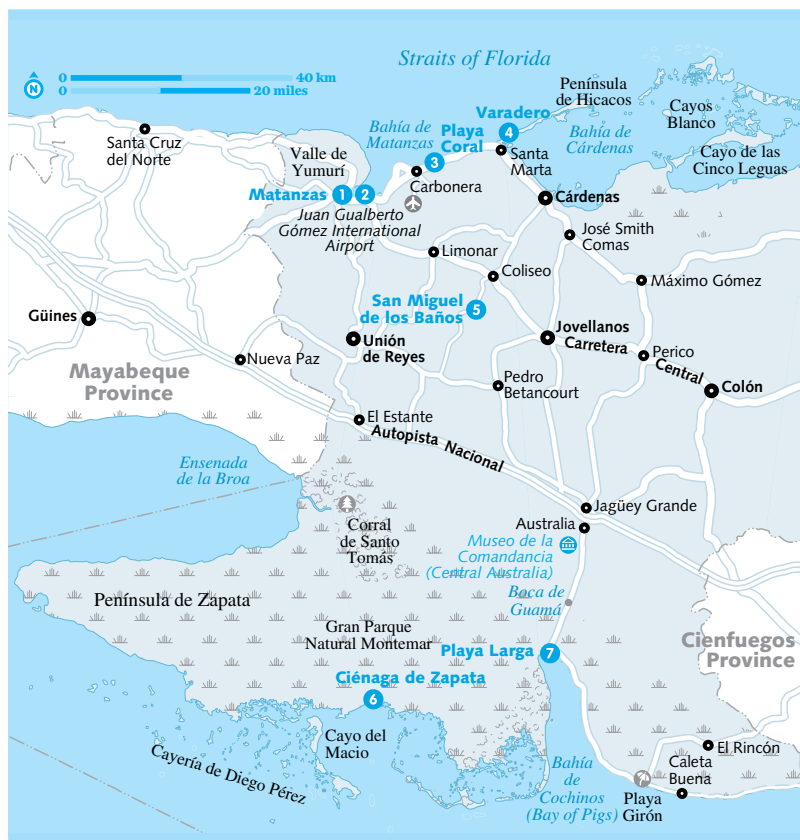 Straits of Florida
0 40 km
N
0 20 miles
Península
de Hicacos
Varadero
4
Cayos
Blanco
Bahía de
Matanzas
Playa
Coral
3
Bahía de
Cárdenas
Santa Cruz
del Norte
Valle de
Yumurí
Santa
Marta
Cayo de las
Cinco Leguas
Carbonera
Matanzas
1
2
Cárdenas
Juan Gualberto
Gómez International
Airport
José Smith
Comas
Limonar
Coliseo
Máximo Gómez
San Miguel
de los Baños
5
Güines
Unión
de Reyes
Jovellanos
Carretera
Central
Perico
Nueva Paz
Mayabeque
Province
Pedro
Betancourt
Colón
El Estante
Autopista Nacional
Ensenada
de la Broa
Jagüey Grande
Corral
de Santo
Tomás
Australia
Museo de la
Comandancia
(Central Australia)
Península de Zapata
Boca de
Guamá
Gran Parque
Natural Montemar
Playa Larga
7
Cienfuegos
Province
Ciénaga de Zapata
6
Cayo del
Macio
Cayería de Diego Pérez
El Rincón
Caleta
Buena
Bahía
de
Cochinos
(Bay of Pigs)
Playa
Girón